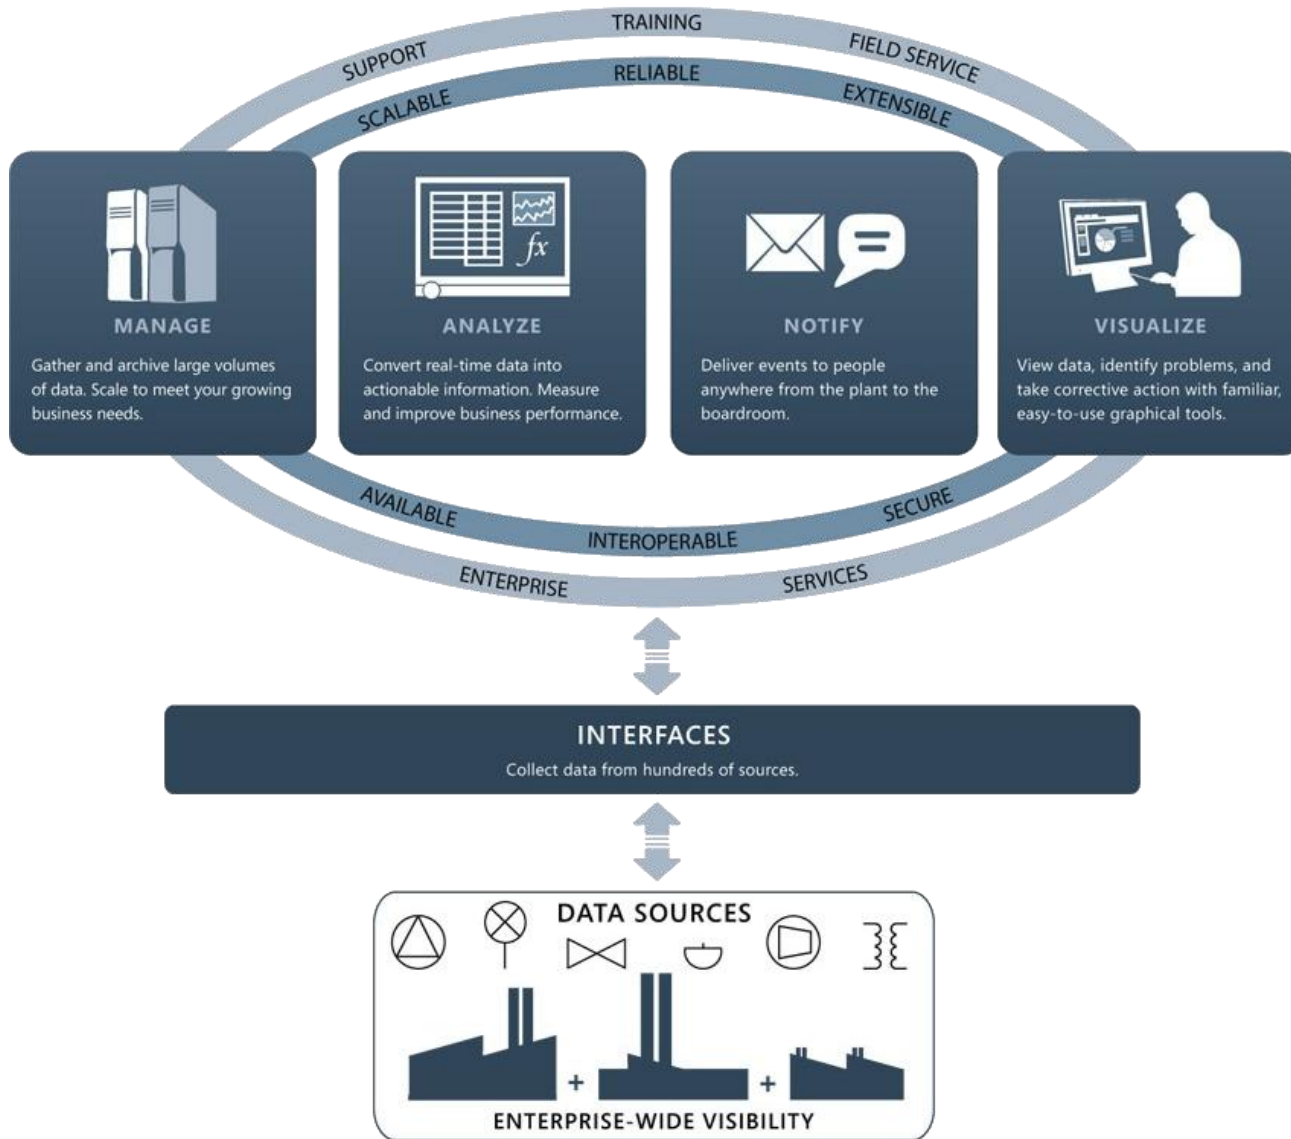 TRAINING
SUPPORT
FIELD SERVICE
RELIABLE
SCALABLE
EXTENSIBLE
fx
MANAGE
Gather and archive large volumes
of data. Scale to meet your growing
business needs.
ANALYZE
Convert real-time data into
actionable information. Measure
and improve business performance.
NOTIFY
Deliver events to people
anywhere from the plant to the
boardroom.
VISUALIZE
View data, identify problems, and
take corrective action with familiar,
easy-to-use graphical tools.
AVAILABLE
INTEROPERABLE
SECURE
ENTERPRISE
SERVICES
INTERFACES
Collect data from hundreds of sources.
DATA SOURCES
+ +
ENTERPRISE-WIDE VISIBILITY